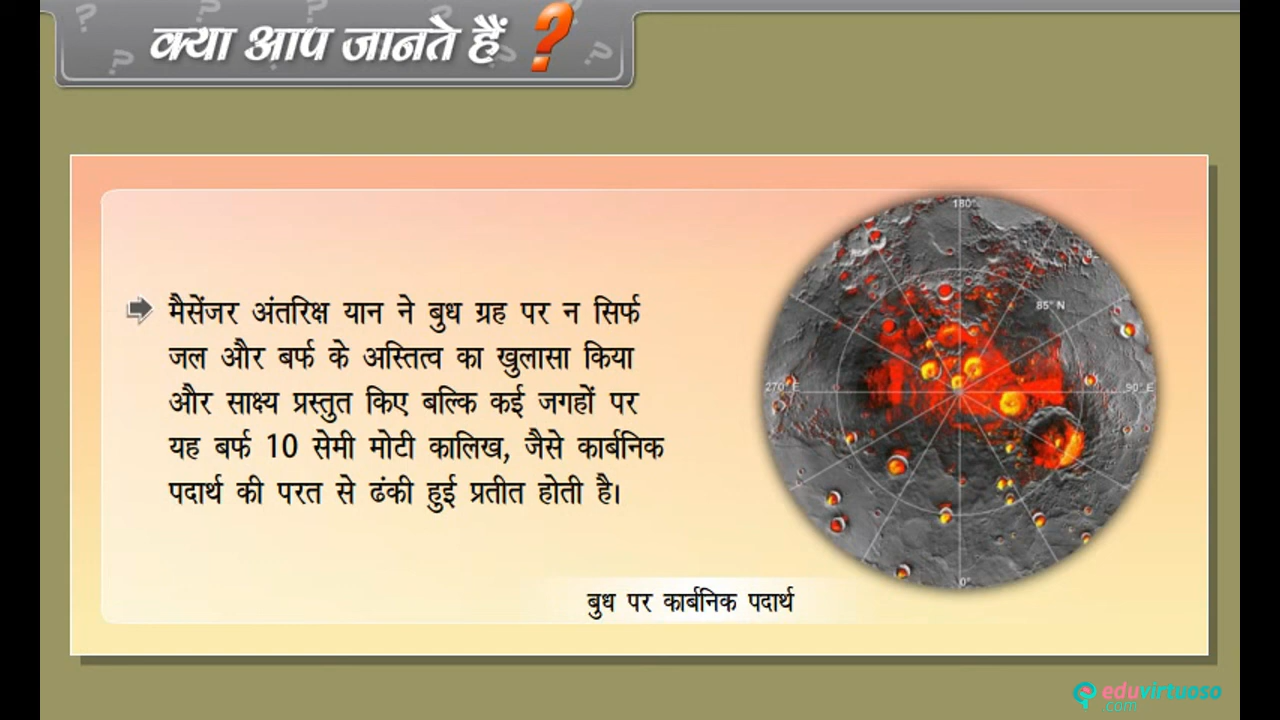 क्या आप जानते हैं ?
मैसेंजर अंतरिक्ष यान ने बुध ग्रह पर न सिर्फ
जल और बर्फ के अस्तित्व का खुलासा किया
और साक्ष्य प्रस्तुत किए बल्कि कई जगहों पर
यह बर्फ 10 सेमी मोटी कालिख, जैसे कार्बनिक
पदार्थ की परत से ढंकी हुई प्रतीत होती है।
180°
85° N
270° E
90° E
0°
बुध पर कार्बनिक पदार्थ
eduvirtuoso
.com